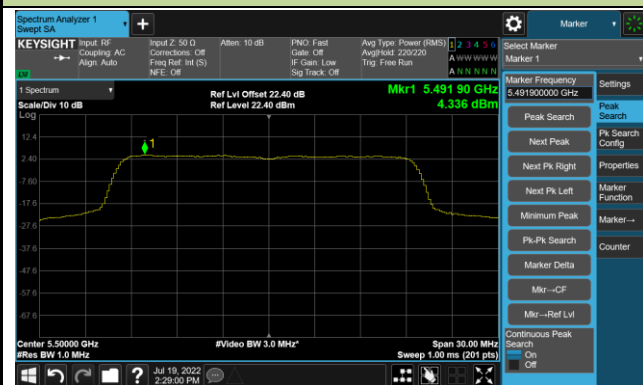 Spectrum Analyzer 1
Swept SA
+
Marker
KEYSIGHT
Input: RF
Coupling: AC
Align: Auto
Input Z: 50 Ω
Corrections: Off
Freq Ref: Int (S)
NFE: Off
Atten: 10 dB
PNO: Fast
Gate: Off
IF Gain: Low
Sig Track: Off
Avg Type: Power (RMS)
Avg|Hold: 220/220
Trig: Free Run
1 2 3 4 5 6
A W W W W W
A N N N N N
Select Marker
Marker 1
1 Spectrum
Scale/Div 10 dB
Log
Ref Lvl Offset 22.40 dB
Ref Level 22.40 dBm
Mkr1 5.491 90 GHz
4.336 dBm
1
12.4
2.40
-7.60
-17.6
-27.6
-37.6
-47.6
-57.6
-67.6
Center 5.50000 GHz
#Res BW 1.0 MHz
#Video BW 3.0 MHz*
Span 30.00 MHz
Sweep 1.00 ms (201 pts)
Marker Frequency
5.491900000 GHz
Peak Search
Next Peak
Next Pk Right
Next Pk Left
Minimum Peak
Pk-Pk Search
Marker Delta
Mkr→CF
Mkr→Ref Lvl
Continuous Peak
Search
On
Off
Settings
Peak
Search
Pk Search
Config
Properties
Marker
Function
Marker→
Counter
?
Jul 19, 2022
2:29:00 PM